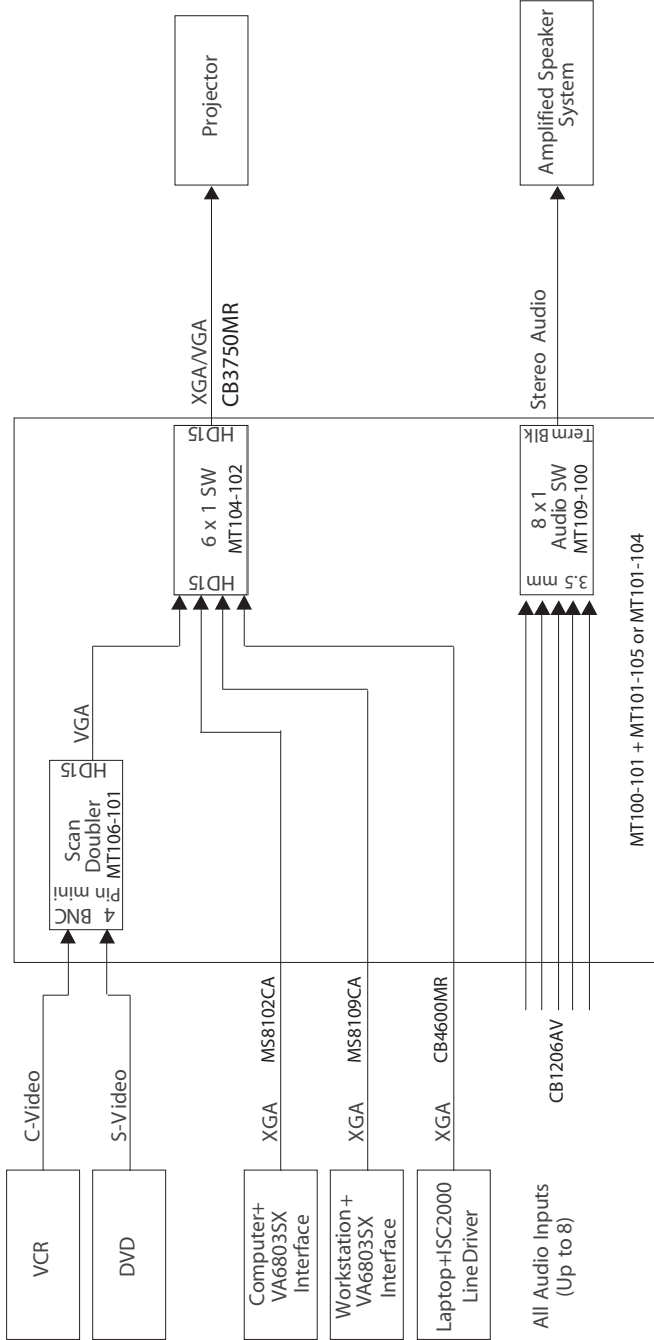 VCR
C-Video
DVD
S-Video
BNC
4 Pin mini
Scan
Doubler
MT106-101
HD15
VGA
Computer+
VA6803SX
Interface
XGA
MS8102CA
Workstation+
VA6803SX
Interface
XGA
MS8109CA
Laptop+ISC2000
Line Driver
XGA
CB4600MR
HD15
6 x 1 SW
MT104-102
HD15
XGA/VGA
CB3750MR
Projector
All Audio Inputs
(Up to 8)
CB1206AV
3.5 mm
8 x1
Audio SW
MT109-100
Term Blk
Stereo Audio
Amplified Speaker
System
MT100-101 + MT101-105 or MT101-104